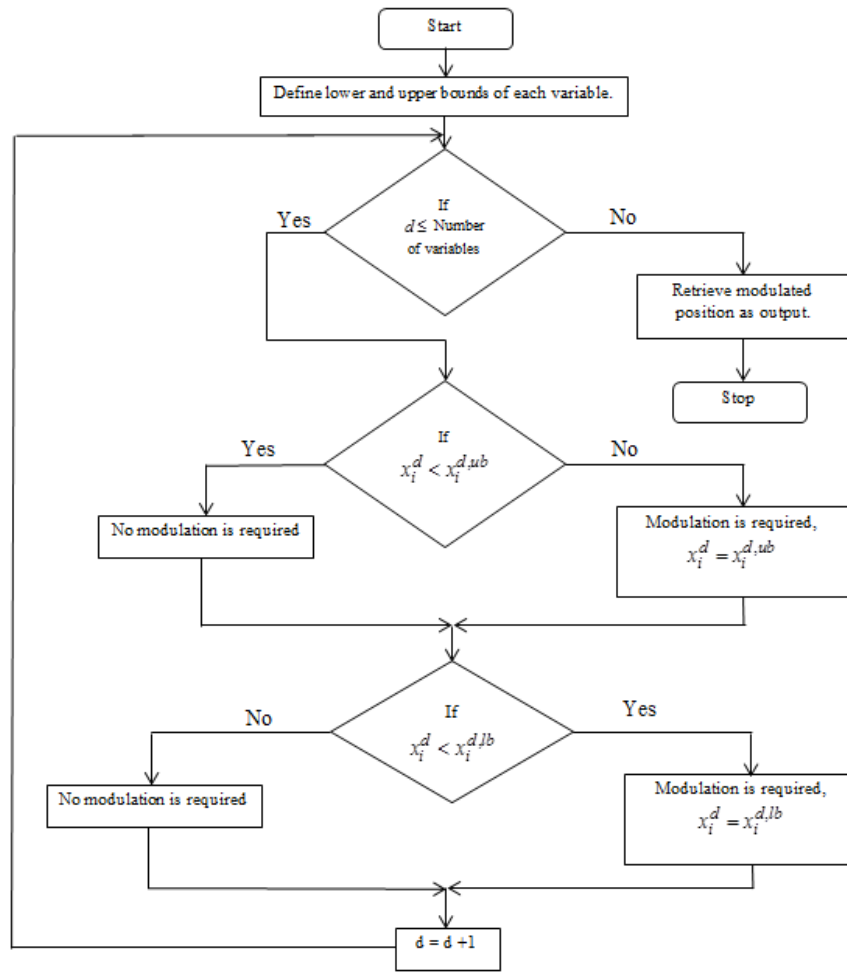 Start
Define lower and upper bounds of each variable.
If
d ≤ Number
of variables
Yes
No
Retrieve modulated
position as output.
Stop
If
x_i^d < x_i^{d,ub}
Yes
No
No modulation is required
Modulation is required,
x_i^d = x_i^{d,ub}
If
x_i^d < x_i^{d,lb}
No
Yes
No modulation is required
Modulation is required,
x_i^d = x_i^{d,lb}
d = d +1